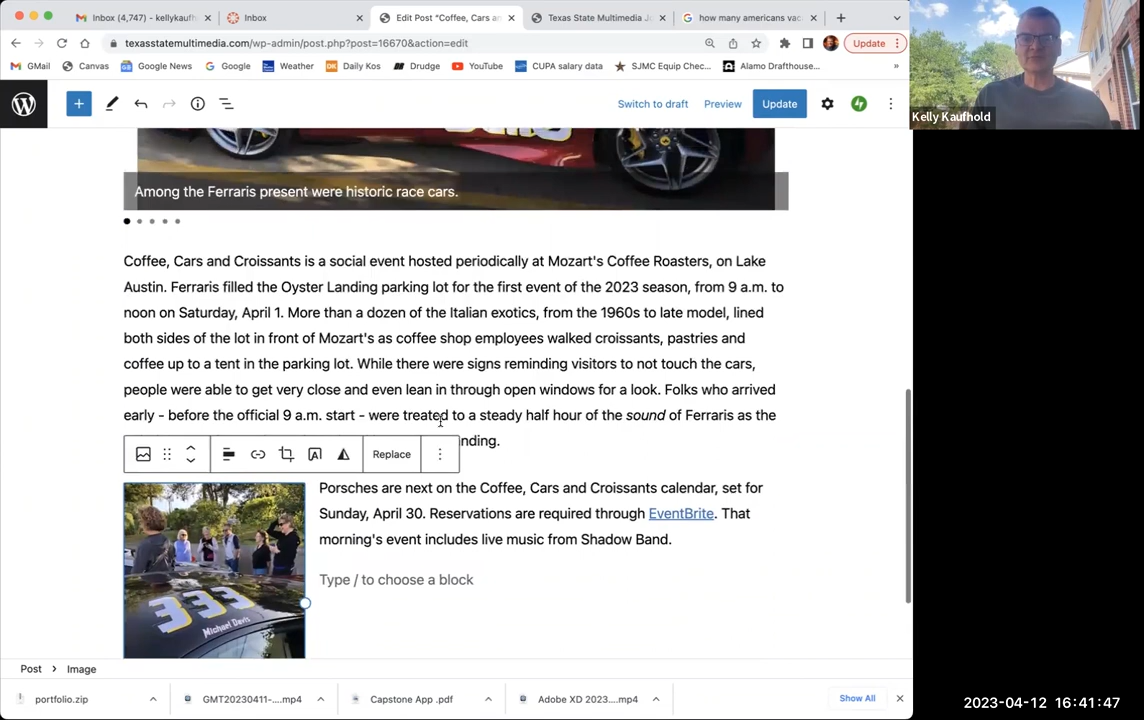 M Inbox (4,747) - kellykaufh
Inbox
Edit Post "Coffee, Cars an
Texas State Multimedia Jo
how many americans vac
texasstatemultimedia.com/wp-admin/post.php?post=16670&action=edit
Update
GMail
Canvas
Google News
Google
Weather
DK
Daily Kos
Drudge
YouTube
CUPA salary data
SJMC Equip Chec...
Alamo Drafthouse...
»
Kelly Kaufhold
Switch to draft
Preview
Update
Among the Ferraris present were historic race cars.
Coffee, Cars and Croissants is a social event hosted periodically at Mozart's Coffee Roasters, on Lake
Austin. Ferraris filled the Oyster Landing parking lot for the first event of the 2023 season, from 9 a.m. to
noon on Saturday, April 1. More than a dozen of the Italian exotics, from the 1960s to late model, lined
both sides of the lot in front of Mozart's as coffee shop employees walked croissants, pastries and
coffee up to a tent in the parking lot. While there were signs reminding visitors to not touch the cars,
people were able to get very close and even lean in through open windows for a look. Folks who arrived
early - before the official 9 a.m. start - were treated to a steady half hour of the sound of Ferraris as the
nding.
Replace
Porsches are next on the Coffee, Cars and Croissants calendar, set for
Sunday, April 30. Reservations are required through EventBrite. That
morning's event includes live music from Shadow Band.
Type / to choose a block
333
Michael Davis
Post > Image
portfolio.zip
GMT20230411-....mp4
Capstone App .pdf
Adobe XD 2023....mp4
Show All
2023-04-12 16:41:47